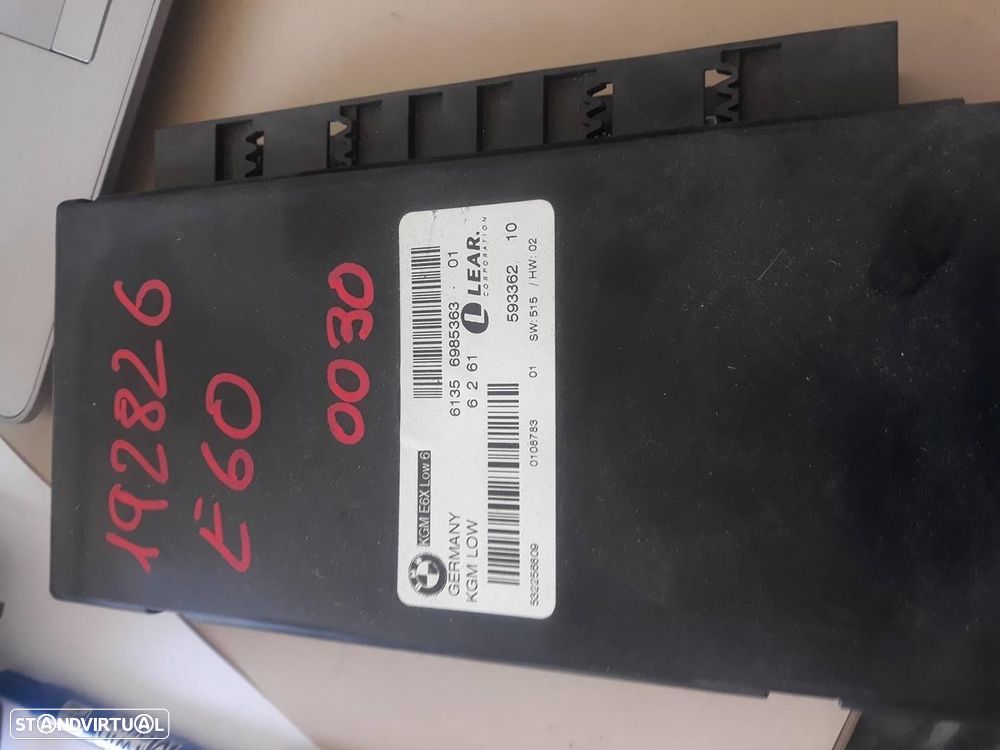 192826
E60
0030
KGM E6X Low 6
GERMANY 6135 6985363 - 01
KGM LOW 6 2 61
LEAR.
CORPORATION
593362 10
532256609 0108783 01 SW: 515 / HW: 02
STANDVIRTUAL